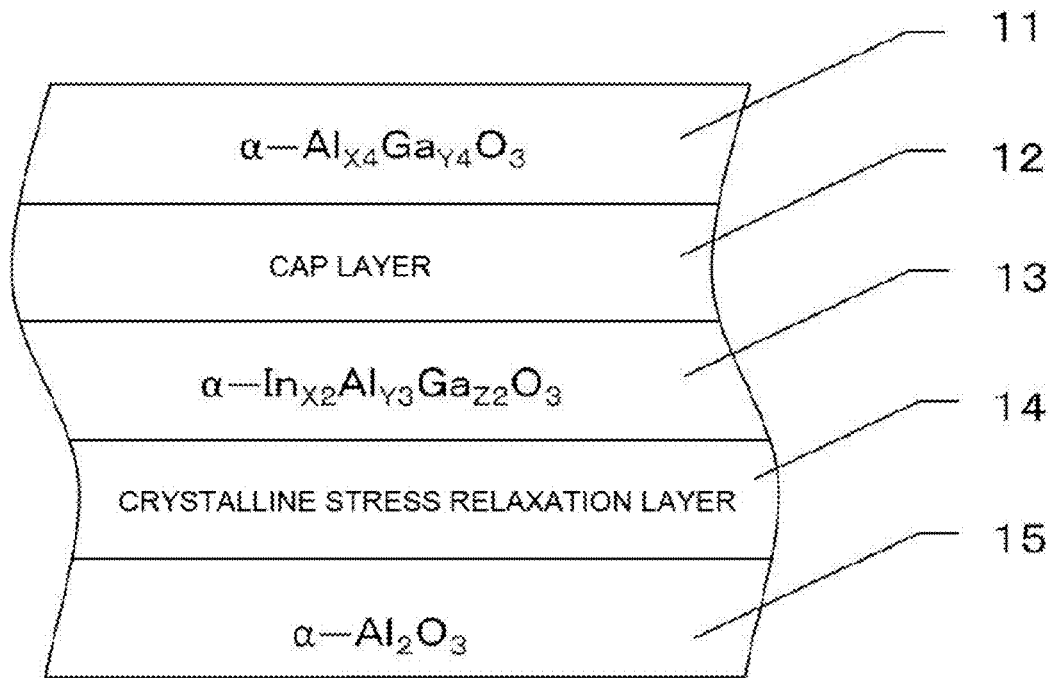 11
α—Al_{X4}Ga_{Y4}O_3
12
CAP LAYER
13
α—In_{X2}Al_{Y3}Ga_{Z2}O_3
14
CRYSTALLINE STRESS RELAXATION LAYER
15
α—Al_2O_3